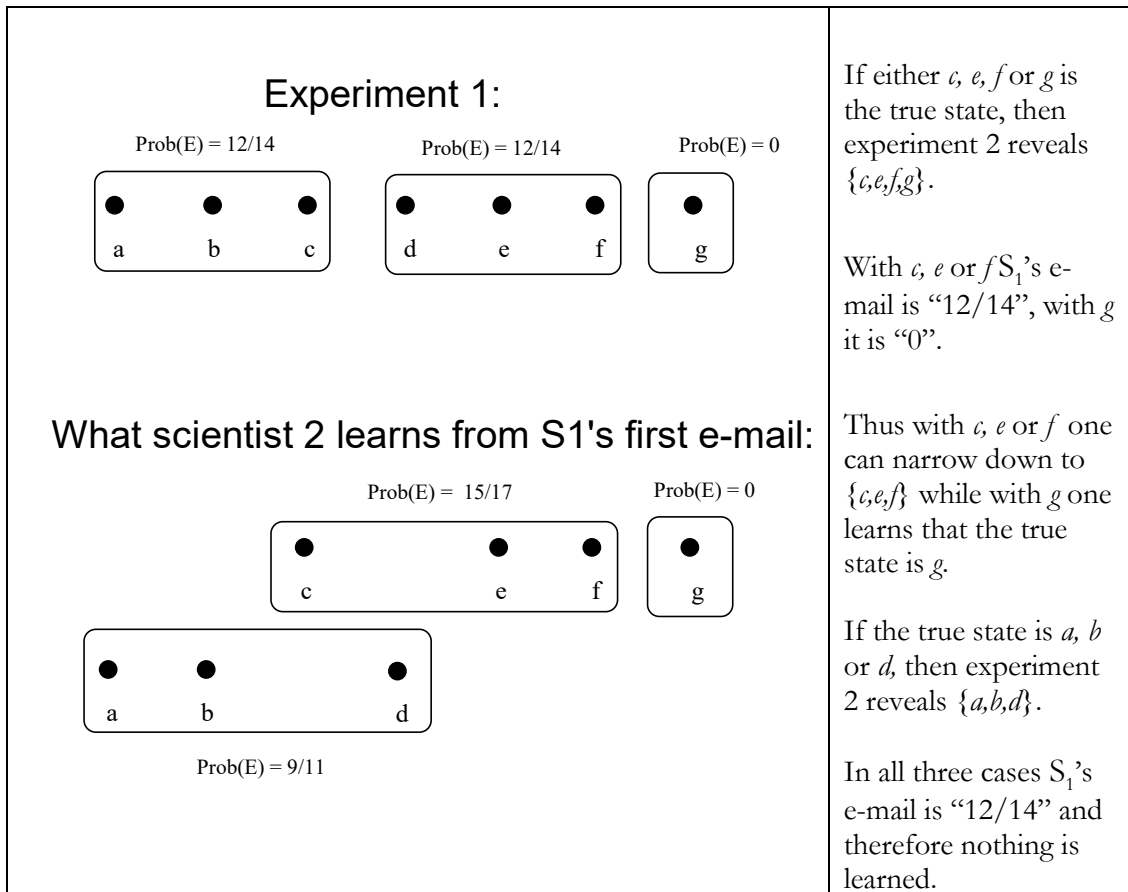 Experiment 1:
Prob(E) = 12/14 Prob(E) = 12/14 Prob(E) = 0
a b c d e f g
What scientist 2 learns from S1's first e-mail:
Prob(E) = 15/17 Prob(E) = 0
c e f g
a b d
Prob(E) = 9/11
If either c, e, f or g is
the true state, then
experiment 2 reveals
{c,e,f,g}.
With c, e or f S₁’s e-
mail is “12/14”, with g
it is “0”.
Thus with c, e or f one
can narrow down to
{c,e,f} while with g one
learns that the true
state is g.
If the true state is a, b
or d, then experiment
2 reveals {a,b,d}.
In all three cases S₁’s
e-mail is “12/14” and
therefore nothing is
learned.